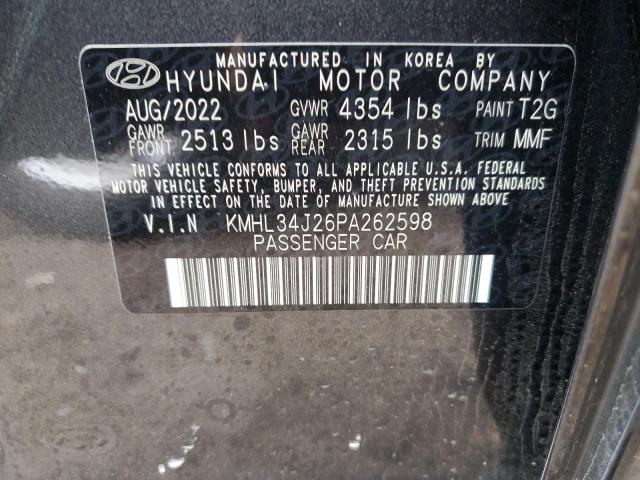 MANUFACTURED IN KOREA BY
HYUNDAI MOTOR COMPANY
AUG/2022 GVWR 4354 lbs PAINT T2G
GAWR FRONT 2513 lbs GAWR REAR 2315 lbs TRIM MMF
THIS VEHICLE CONFORMS TO ALL APPLICABLE U.S.A. FEDERAL
MOTOR VEHICLE SAFETY, BUMPER, AND THEFT PREVENTION STANDARDS
IN EFFECT ON THE DATE OF MANUFACTURE SHOWN ABOVE
V.I.N KMHL34J26PA262598
PASSENGER CAR